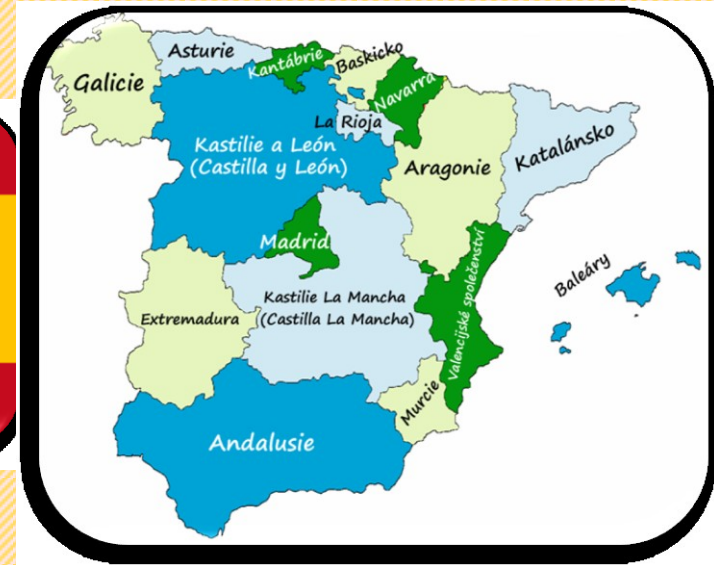 Asturie
Kantábrie
Baskicko
Galicie
Navarra
La Rioja
Kastilie a León
(Castilla y León)
Aragonie
Katalánsko
Madrid
Valencijské společenství
Baleáry
Extremadura
Kastilie La Mancha
(Castilla La Mancha)
Murcie
Andalusie